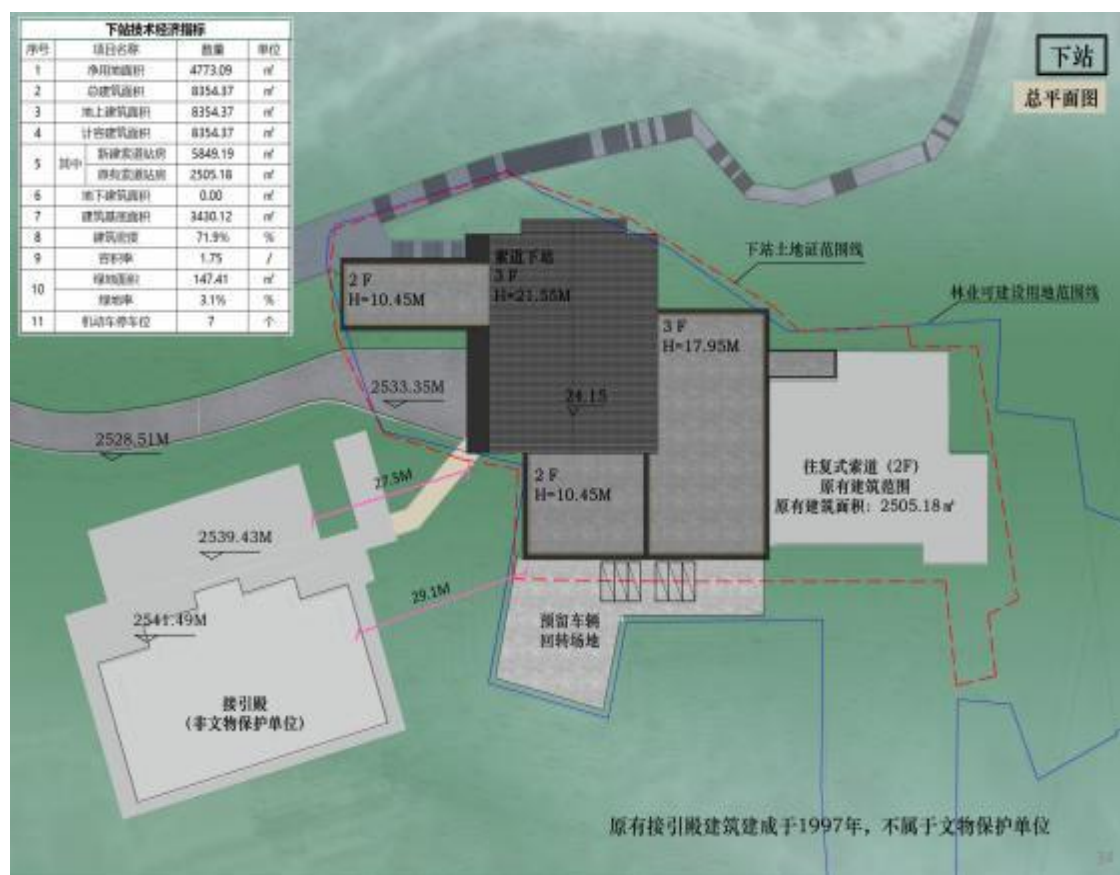 下站技术经济指标
序号 项目名称 数量 单位
1 净用地面积 4773.09 ㎡
2 总建筑面积 8354.37 ㎡
3 地上建筑面积 8354.37 ㎡
4 计容建筑面积 8354.37 ㎡
5 其中 新建索道站房 5849.19 ㎡
原有索道站房 2505.18 ㎡
6 地下建筑面积 0.00 ㎡
7 建筑基底面积 3430.12 ㎡
8 建筑密度 71.9% %
9 容积率 1.75 /
10 绿地面积 147.41 ㎡
绿地率 3.1% %
11 机动车停车位 7 个
下站
总平面图
下站土地证范围线
林业可建设用地范围线
索道下站
3F
H=21.55M
2F
H=10.45M
3F
H=17.95M
24.15
2533.35M
2528.51M
2F
H=10.45M
往复式索道（2F）
原有建筑范围
原有建筑面积：2505.18㎡
27.5M
2539.43M
29.1M
2541.49M
预留车辆
回转场地
接引殿
（非文物保护单位）
原有接引殿建筑建成于1997年，不属于文物保护单位